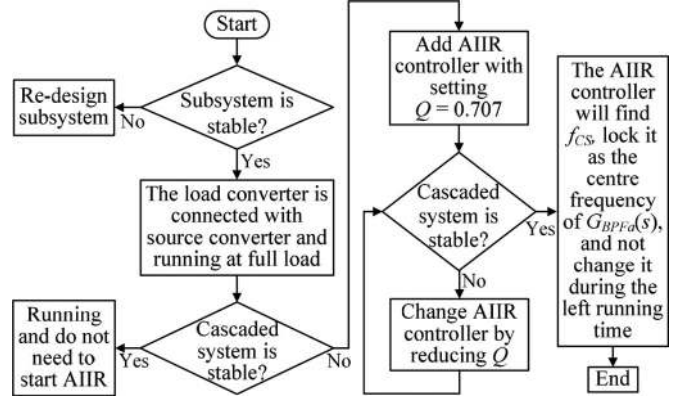 Start
Subsystem is
stable?
No
Re-design
subsystem
Yes
The load converter is
connected with
source converter and
running at full load
Cascaded
system is
stable?
Yes
Running
and do not
need to
start AIIR
No
Add AIIR
controller with
setting
Q = 0.707
Cascaded
system is
stable?
No
Change AIIR
controller by
reducing Q
Yes
The AIIR
controller
will find
fCS, lock it
as the
centre
frequency
of GBPFa(s),
and not
change it
during the
left running
time
End